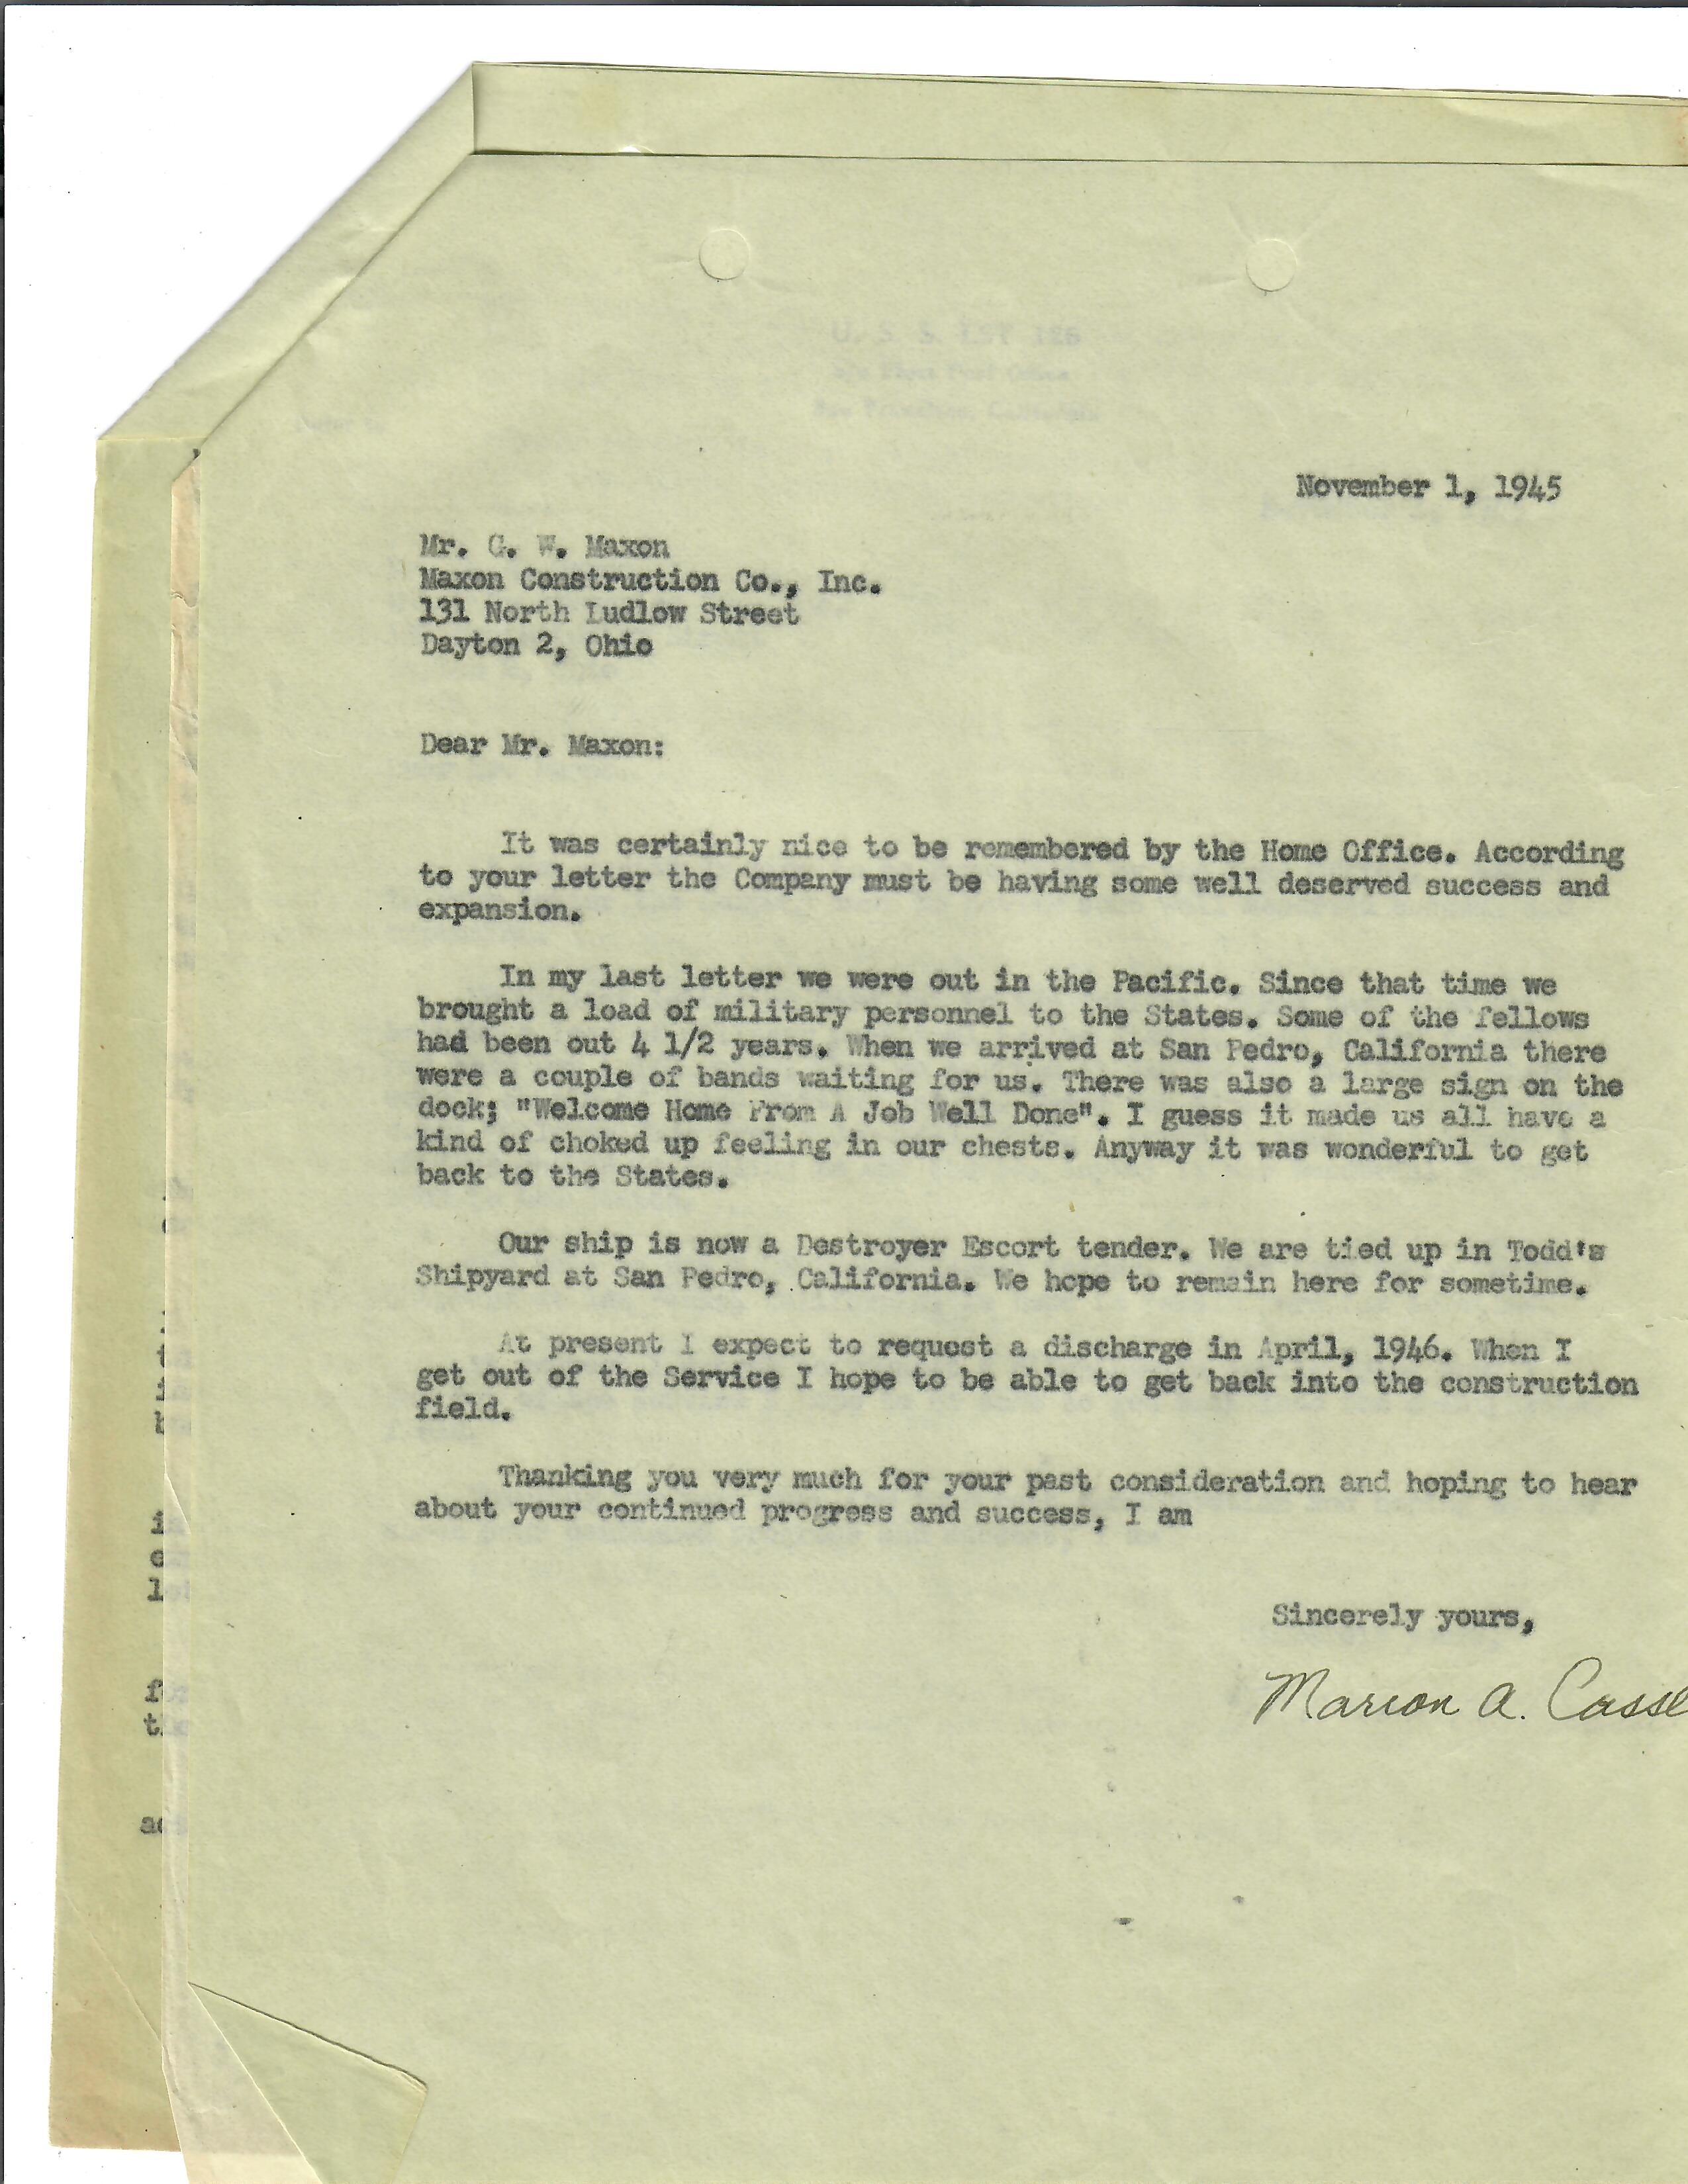 November 1, 1945
Mr. G. W. Maxon
Maxon Construction Co., Inc.
131 North Ludlow Street
Dayton 2, Ohio
Dear Mr. Maxon:
It was certainly nice to be remembered by the Home Office. According
to your letter the Company must be having some well deserved success and
expansion.
In my last letter we were out in the Pacific. Since that time we
brought a load of military personnel to the States. Some of the fellows
had been out 4 1/2 years. When we arrived at San Pedro, California there
were a couple of bands waiting for us. There was also a large sign on the
dock; "Welcome Home From A Job Well Done". I guess it made us all have a
kind of choked up feeling in our chests. Anyway it was wonderful to get
back to the States.
Our ship is now a Destroyer Escort tender. We are tied up in Todd's
Shipyard at San Pedro, California. We hope to remain here for sometime.
At present I expect to request a discharge in April, 1946. When I
get out of the Service I hope to be able to get back into the construction
field.
Thanking you very much for your past consideration and hoping to hear
about your continued progress and success, I am
Sincerely yours,
Marion A. Cassel